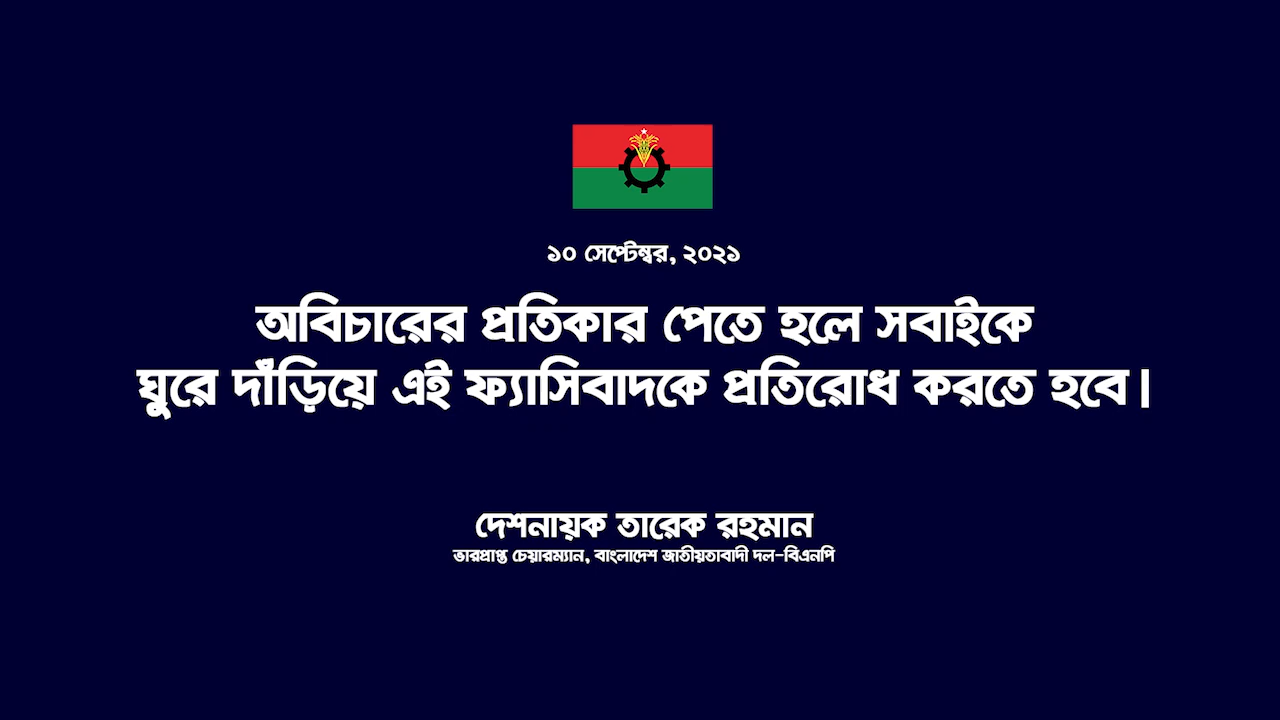 ১০ সেপ্টেম্বর, ২০২১
অবিচারের প্রতিকার পেতে হলে সবাইকে
ঘুরে দাঁড়িয়ে এই ফ্যাসিবাদকে প্রতিরোধ করতে হবে।
দেশনায়ক তারেক রহমান
ভারপ্রাপ্ত চেয়ারম্যান, বাংলাদেশ জাতীয়তাবাদী দল-বিএনপি